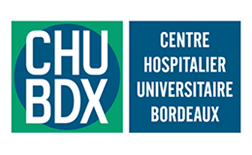 CHU
BDX
CENTRE
HOSPITALIER
UNIVERSITAIRE
BORDEAUX